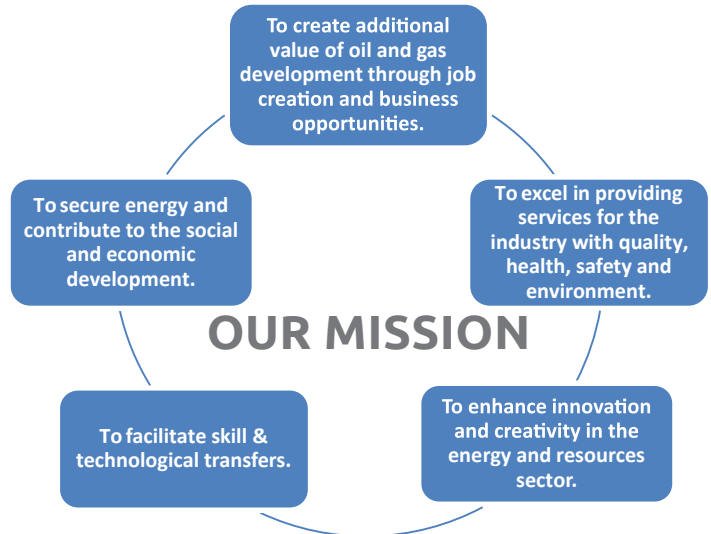 To create additional
value of oil and gas
development through job
creation and business
opportunities.
To excel in providing
services for the
industry with quality,
health, safety and
environment.
To enhance innovation
and creativity in the
energy and resources
sector.
To facilitate skill &
technological transfers.
To secure energy and
contribute to the social
and economic
development.
OUR MISSION